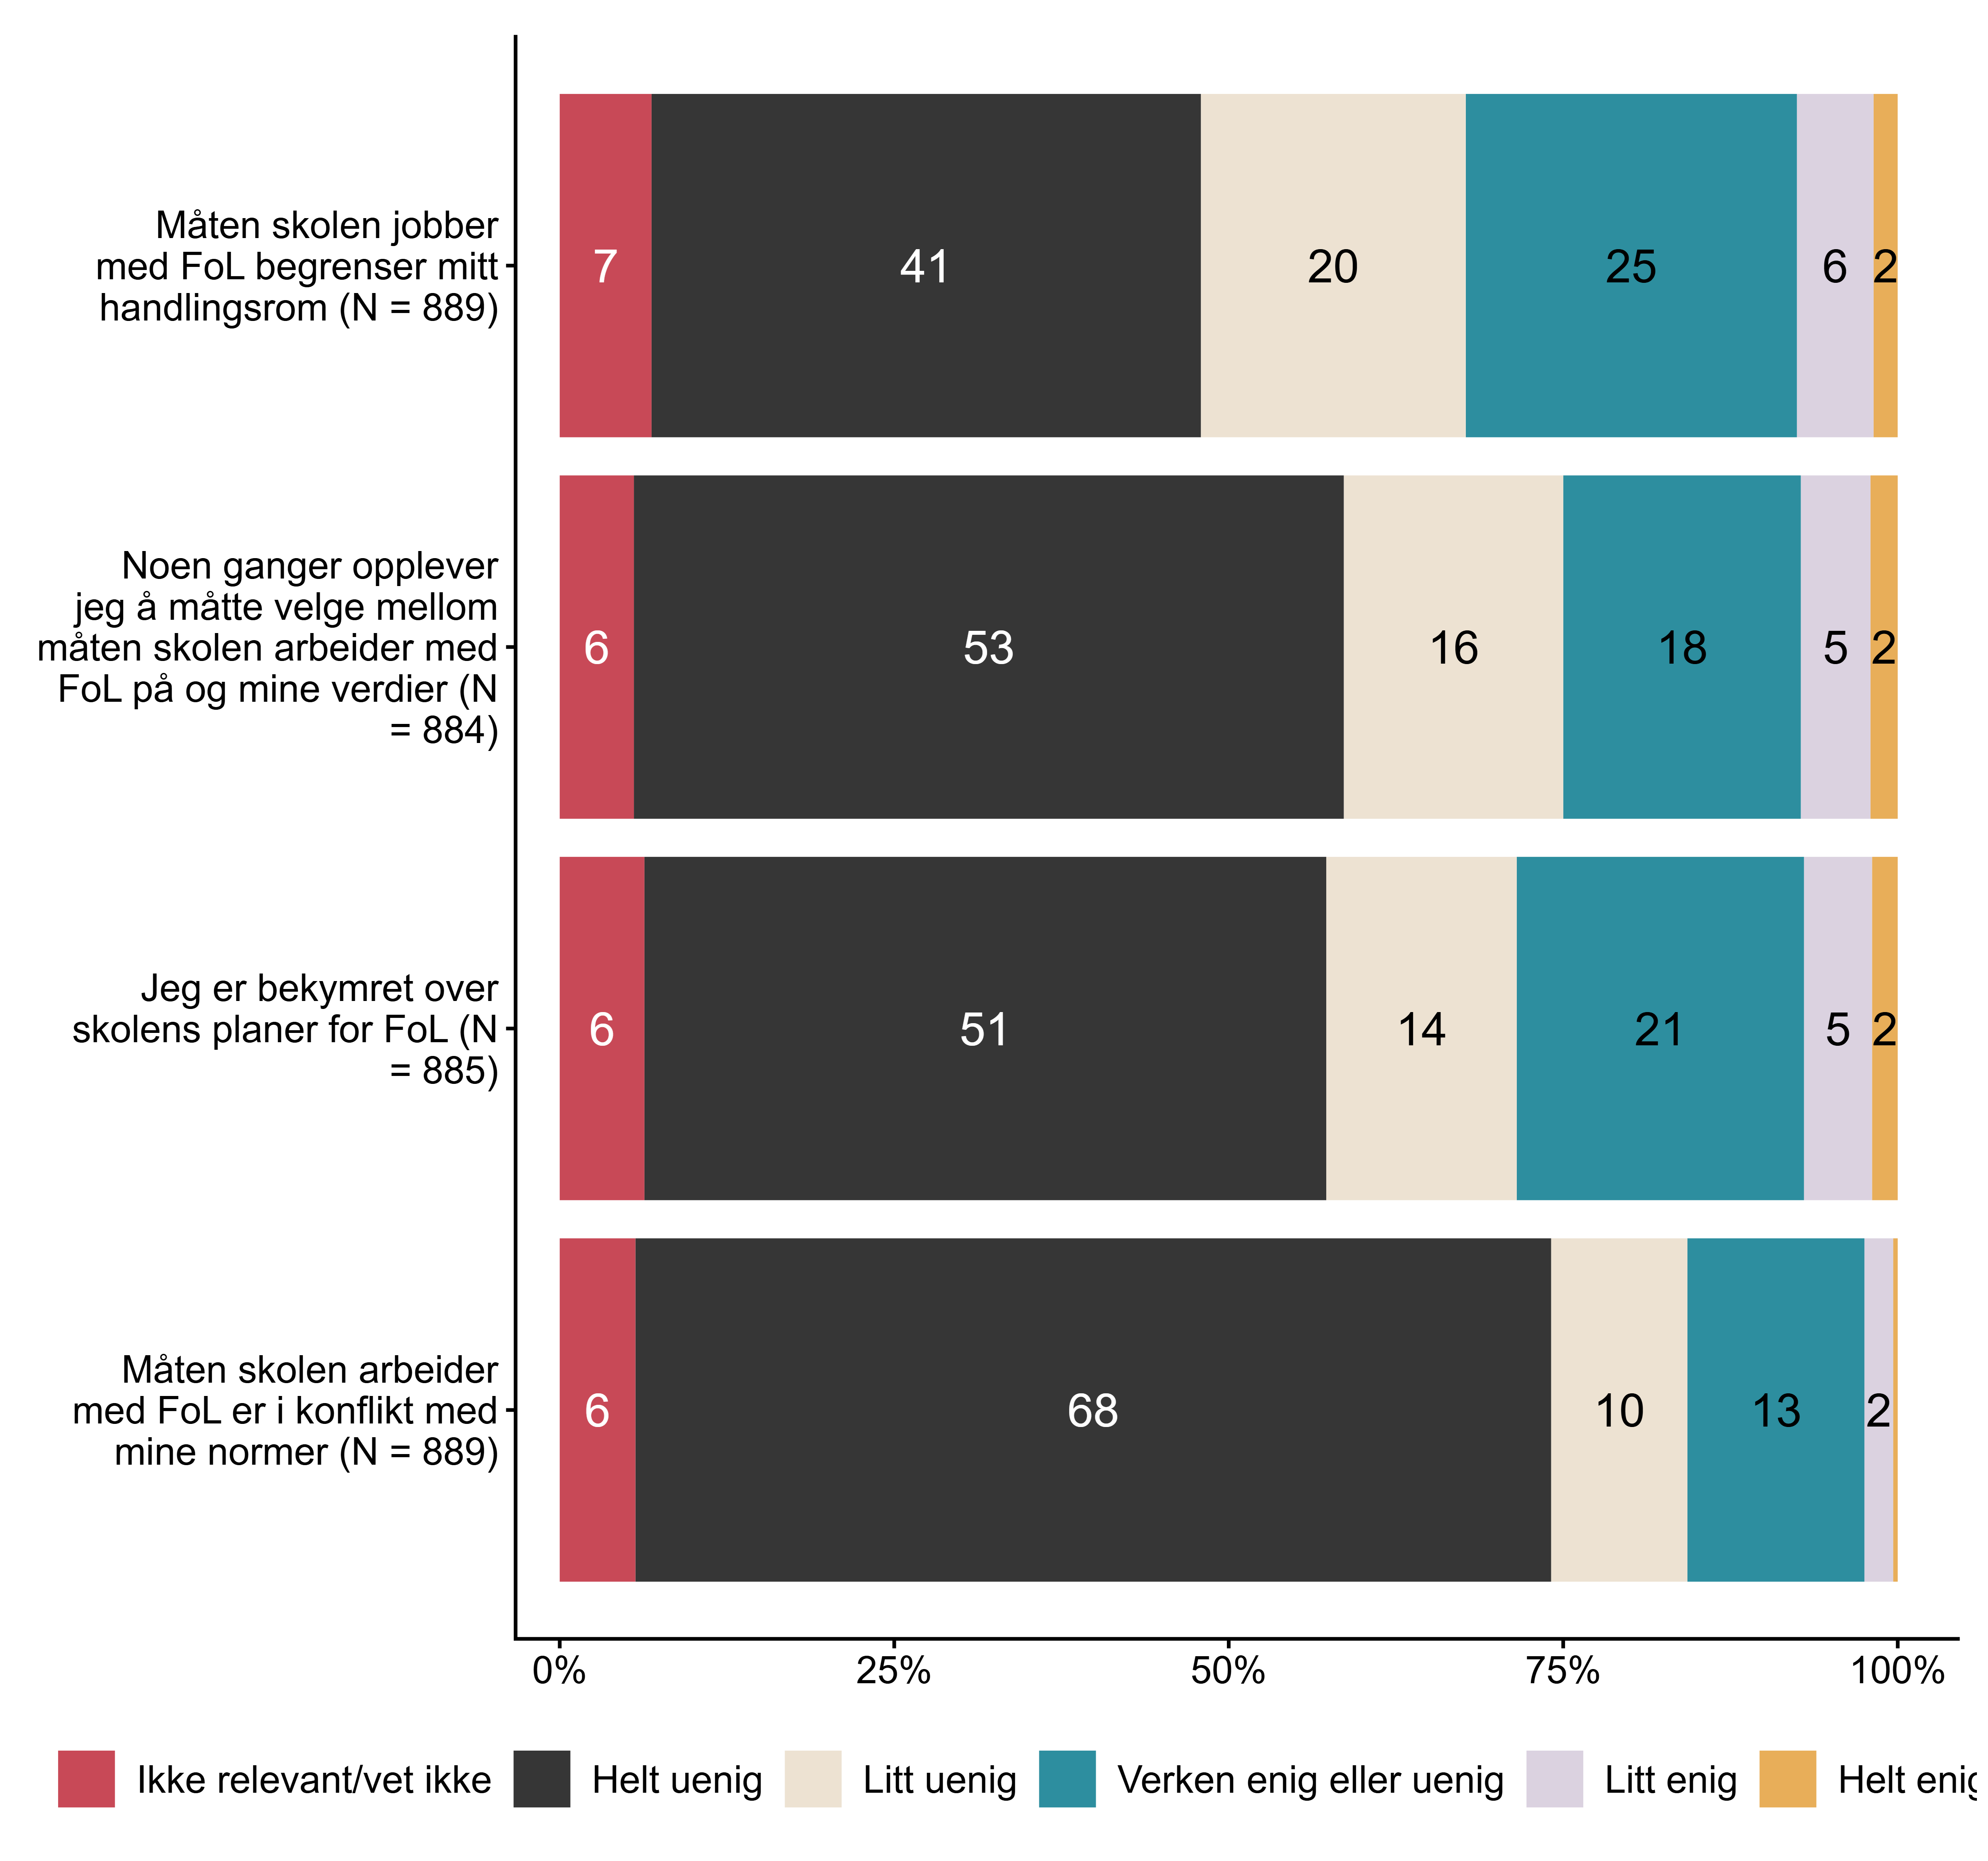 Måten skolen jobber
med FoL begrenser mitt
handlingsrom (N = 889)
7 41 20 25 6 2
Noen ganger opplever
jeg å måtte velge mellom
måten skolen arbeider med
FoL på og mine verdier (N
= 884)
6 53 16 18 5 2
Jeg er bekymret over
skolens planer for FoL (N
= 885)
6 51 14 21 5 2
Måten skolen arbeider
med FoL er i konflikt med
mine normer (N = 889)
6 68 10 13 2
0% 25% 50% 75% 100%
Ikke relevant/vet ikke Helt uenig Litt uenig Verken enig eller uenig Litt enig Helt enig